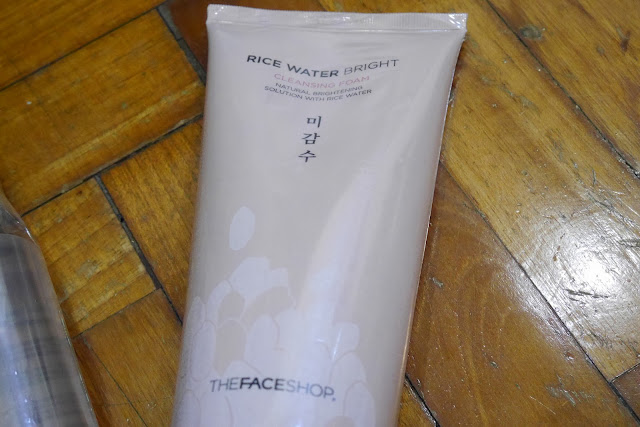 RICE WATER BRIGHT
CLEANSING FOAM
NATURAL BRIGHTENING
SOLUTION WITH RICE WATER
미
감
수
THEFACESHOP.